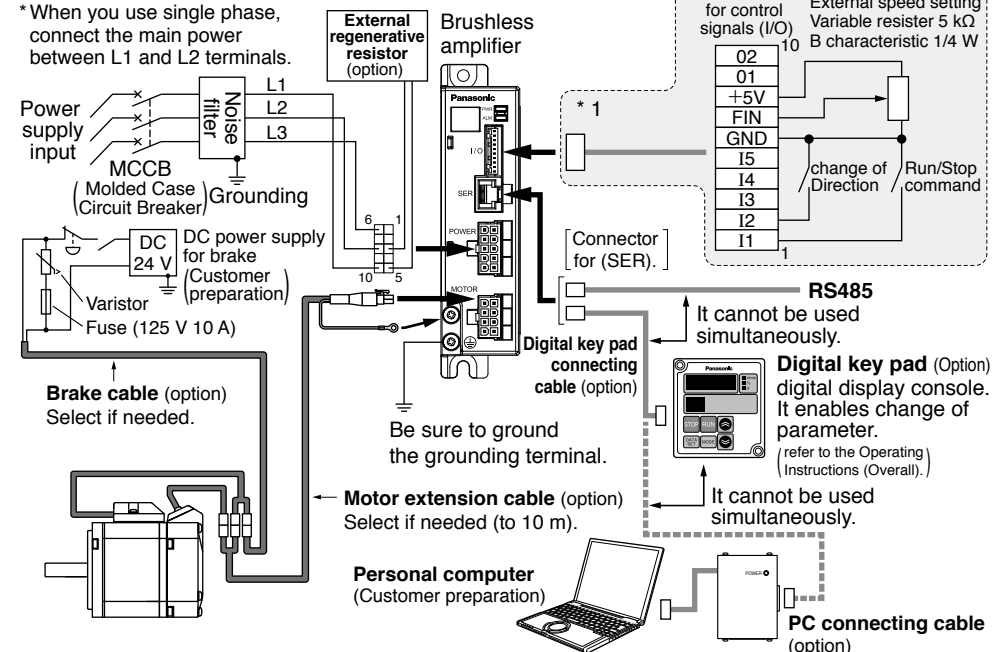 * When you use single phase,
connect the main power
between L1 and L2 terminals.
Power
supply
input
MCCB
(Molded Case
Circuit Breaker)
Noise
filter
L1
L2
L3
Grounding
External
regenerative
resistor
(option)
Brushless
amplifier
Panasonic
PWR
ALM
I/O
SER
POWER
MOTOR
6
1
10
5
* 1
for control
signals (I/O)
External speed setting
Variable resister 5 kΩ
B characteristic 1/4 W
10
02
01
+5V
FIN
GND
I5
I4
I3
I2
I1
1
change of
Direction
Run/Stop
command
DC
24 V
DC power supply
for brake
(Customer
preparation)
Varistor
Fuse (125 V 10 A)
Brake cable (option)
Select if needed.
[Connector
for (SER).]
RS485
It cannot be used
simultaneously.
Digital key pad
connecting
cable (option)
Panasonic
STOP
RUN
DATA
SET
MODE
Digital key pad (Option)
digital display console.
It enables change of
parameter.
(refer to the Operating
Instructions (Overall).)
It cannot be used
simultaneously.
Be sure to ground
the grounding terminal.
Motor extension cable (option)
Select if needed (to 10 m).
Personal computer
(Customer preparation)
POWER
PC connecting cable
(option)